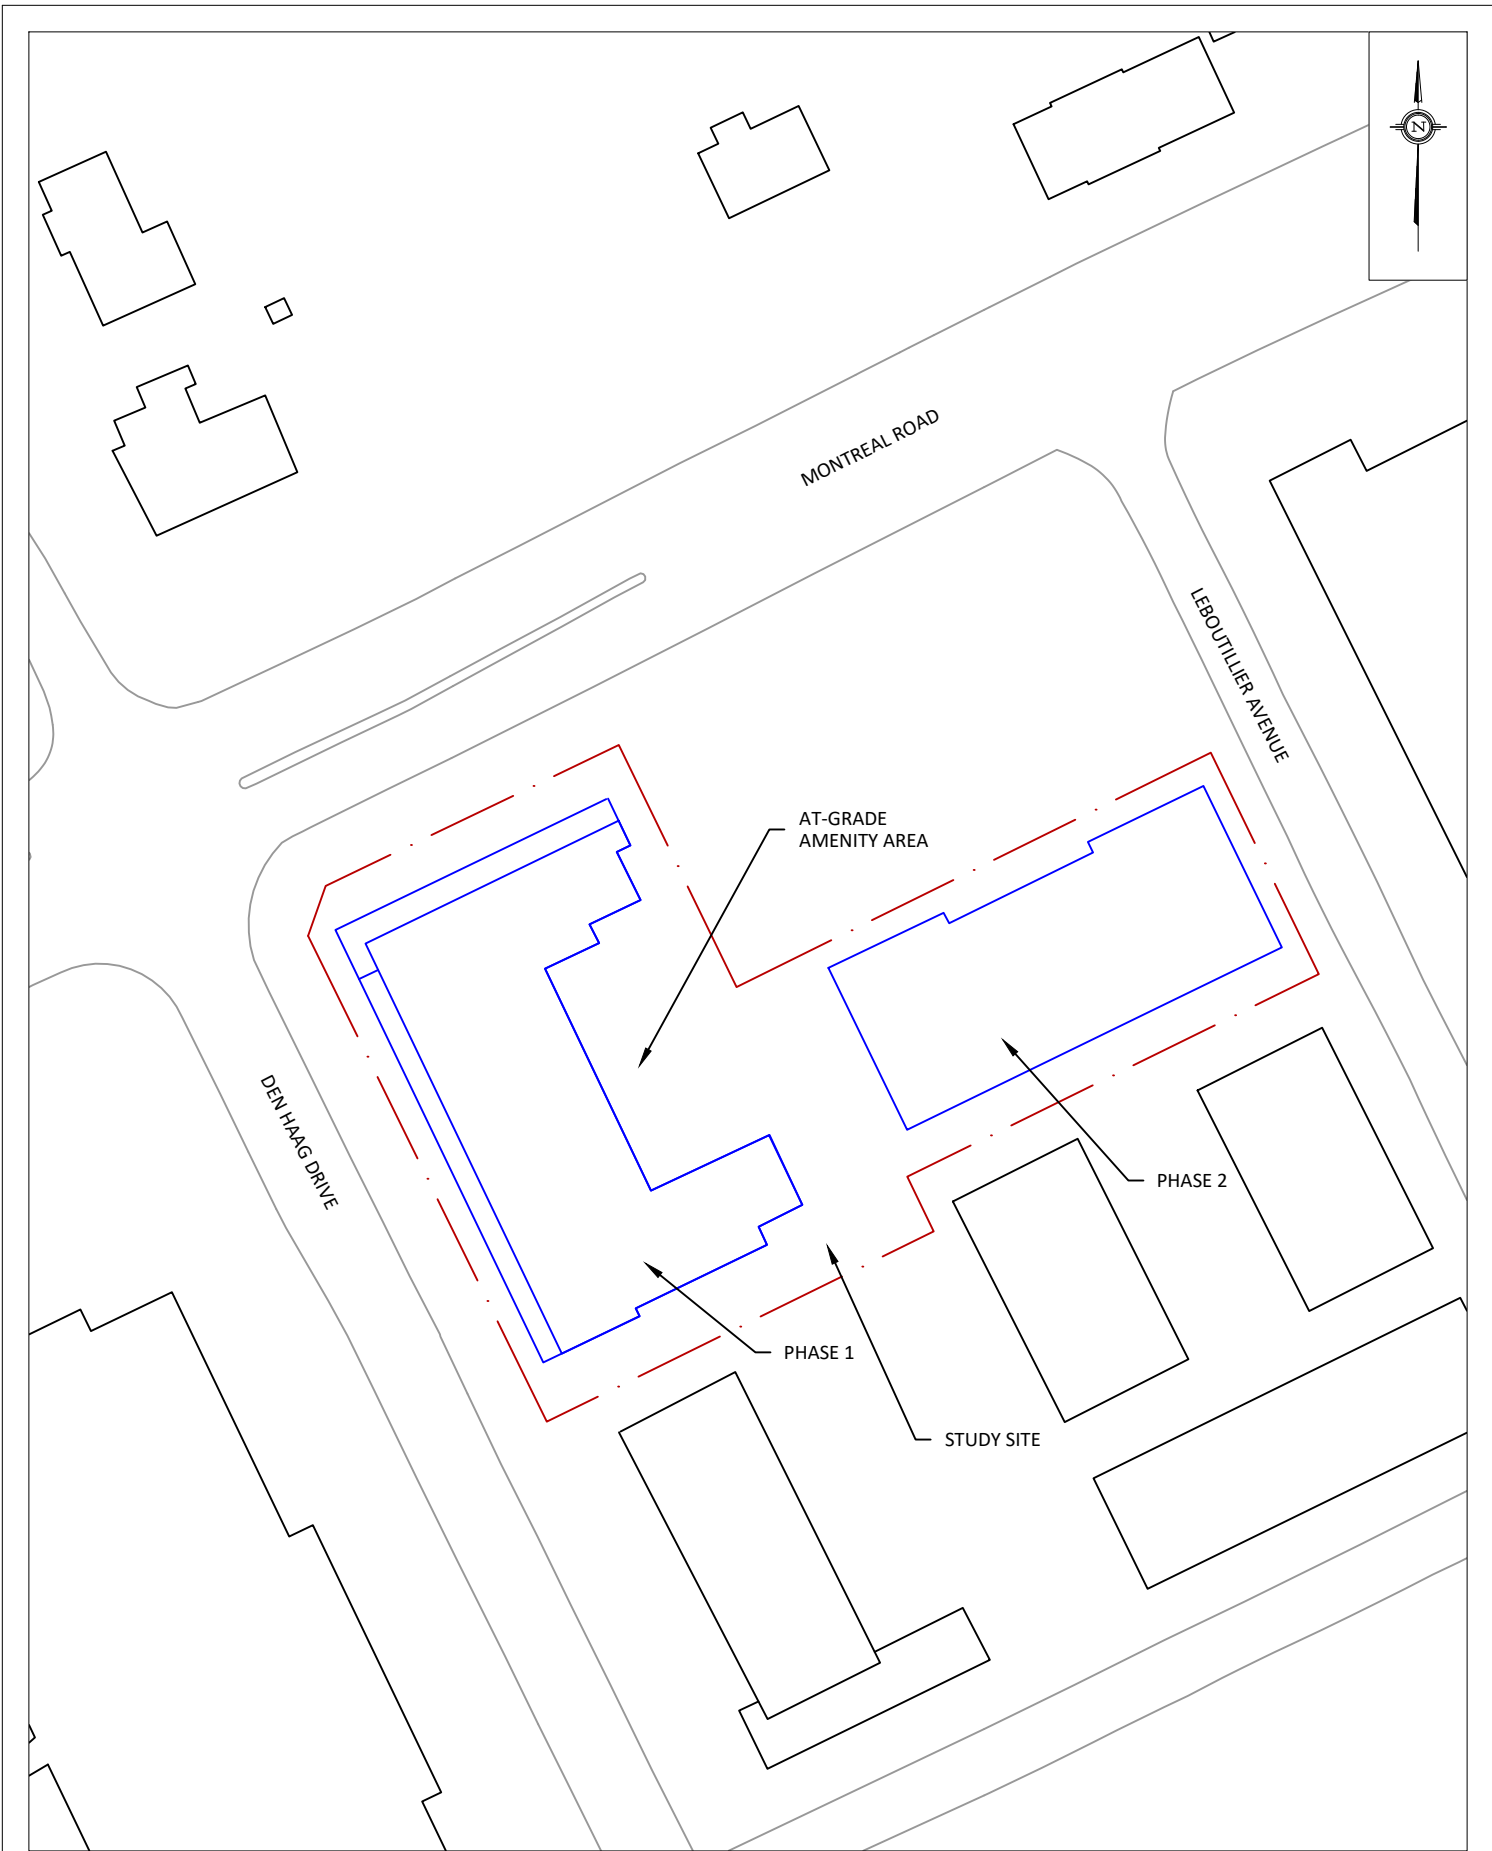 N
MONTREAL ROAD
LEBOUTILLIER AVENUE
AT-GRADE
AMENITY AREA
DEN HAAG DRIVE
PHASE 2
PHASE 1
STUDY SITE